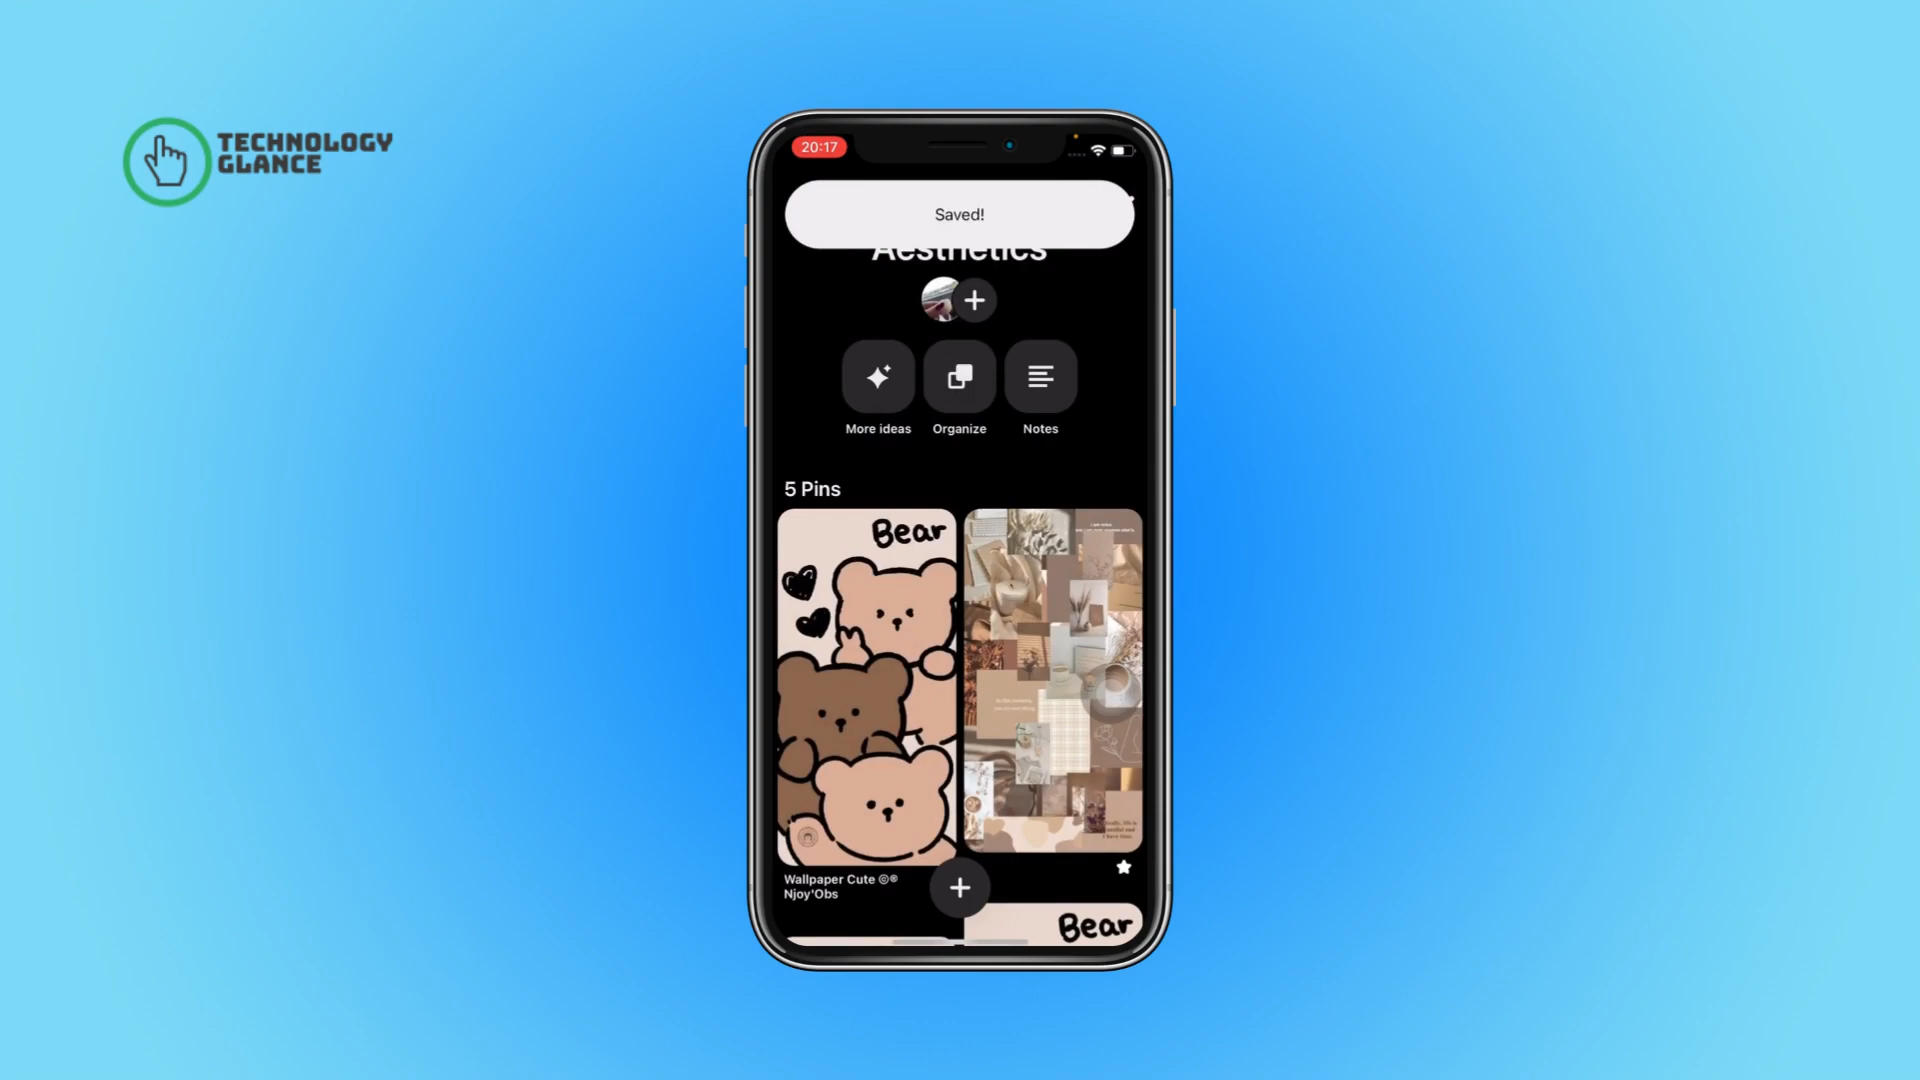 TECHNOLOGY
GLANCE
20:17
Saved!
Aesthetics
More ideas
Organize
Notes
5 Pins
Bear
Wallpaper Cute ©®
Njoy'Obs
Bear